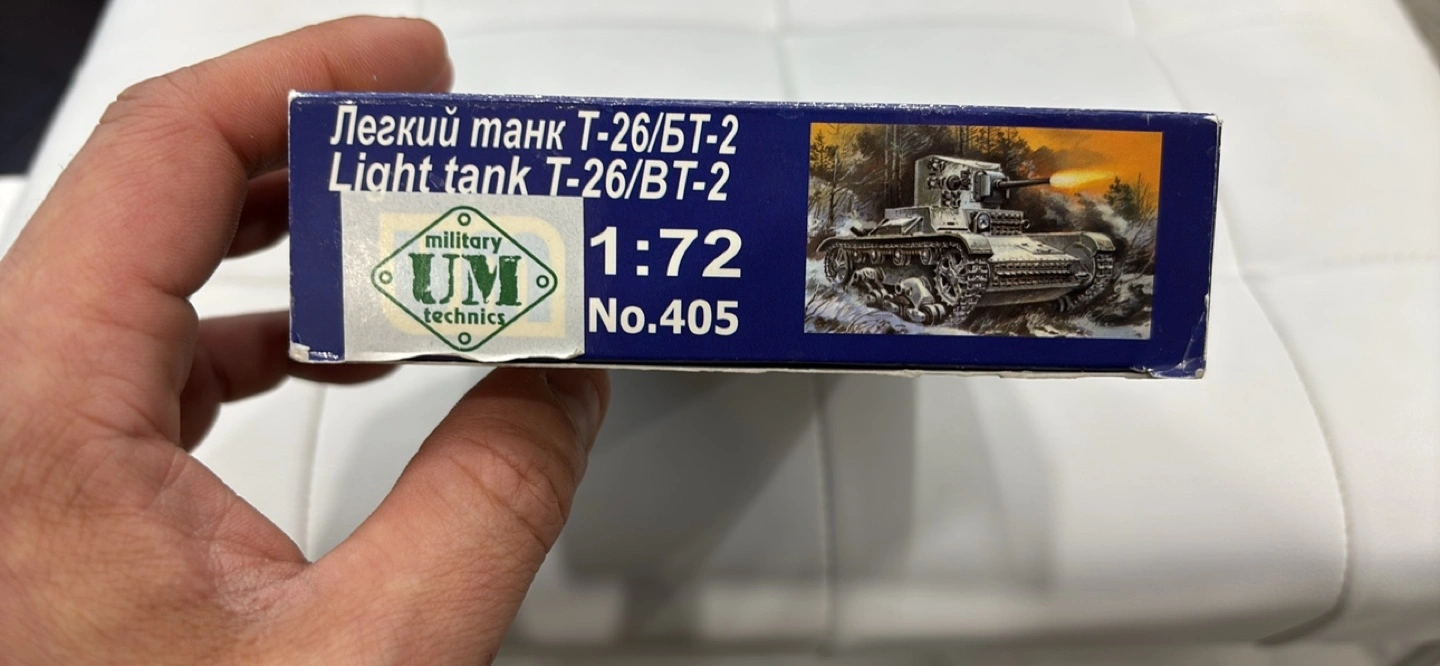 Легкий танк Т-26/БТ-2
Light tank T-26/BT-2
military
UM
technics
1:72
No.405